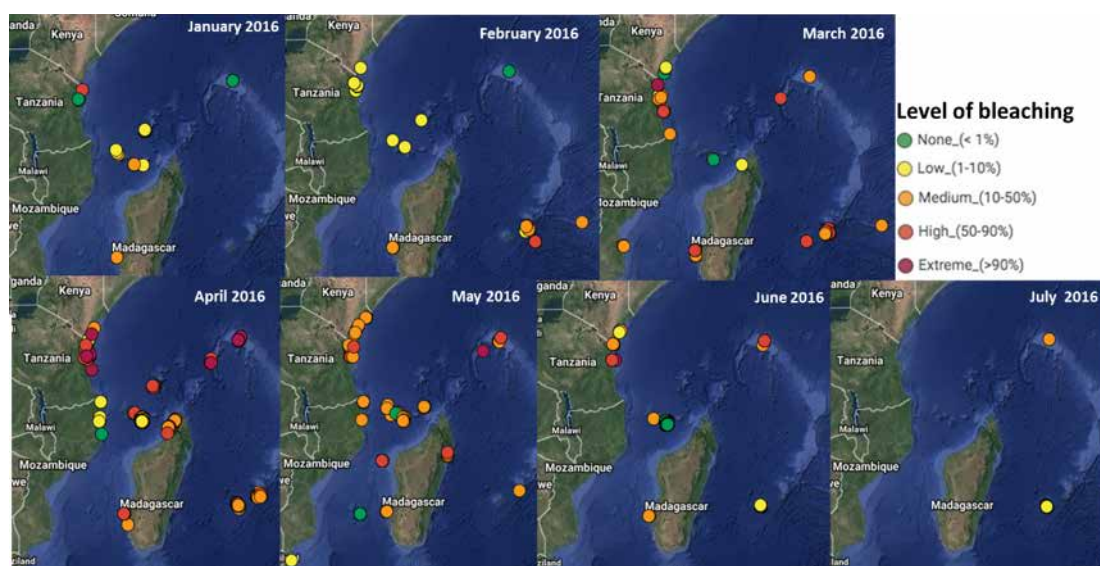 January 2016
Kenya
Tanzania
Malawi
Mozambique
Madagascar
February 2016
Kenya
Tanzania
Malawi
Mozambique
Madagascar
March 2016
Kenya
Tanzania
Malawi
Mozambique
Madagascar
Level of bleaching
None_(< 1%)
Low_(1-10%)
Medium_(10-50%)
High_(50-90%)
Extreme_(>90%)
April 2016
Kenya
Tanzania
Malawi
Mozambique
Madagascar
May 2016
Kenya
Tanzania
Malawi
Mozambique
Madagascar
June 2016
Kenya
Tanzania
Malawi
Mozambique
Madagascar
July 2016
Kenya
Tanzania
Malawi
Mozambique
Madagascar